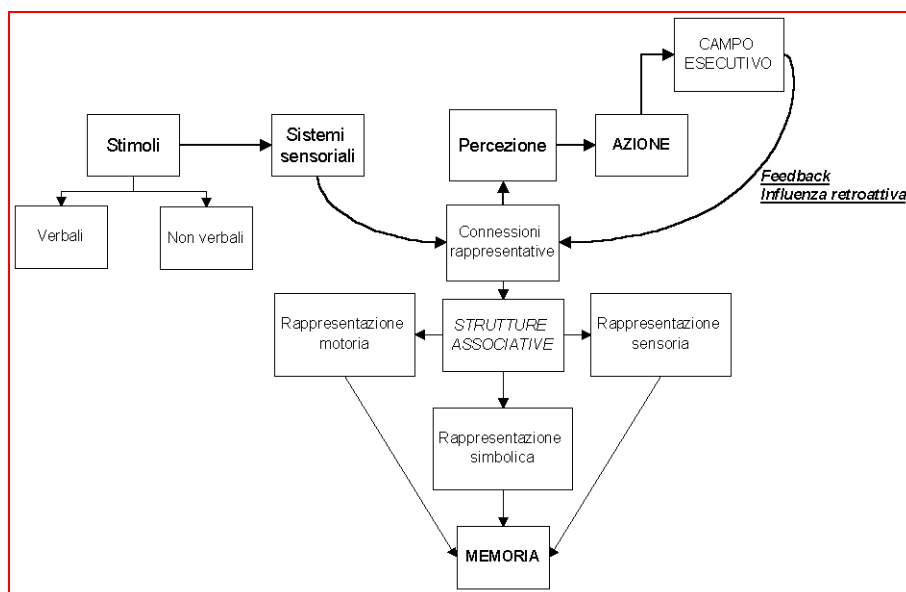 CAMPO
ESECUTIVO
Stimoli
Sistemi
sensoriali
Percezione
AZIONE
Feedback
Influenza retroattiva
Verbali
Non verbali
Connessioni
rappresentative
Rappresentazione
motoria
STRUTTURE
ASSOCIATIVE
Rappresentazione
sensoria
Rappresentazione
simbolica
MEMORIA